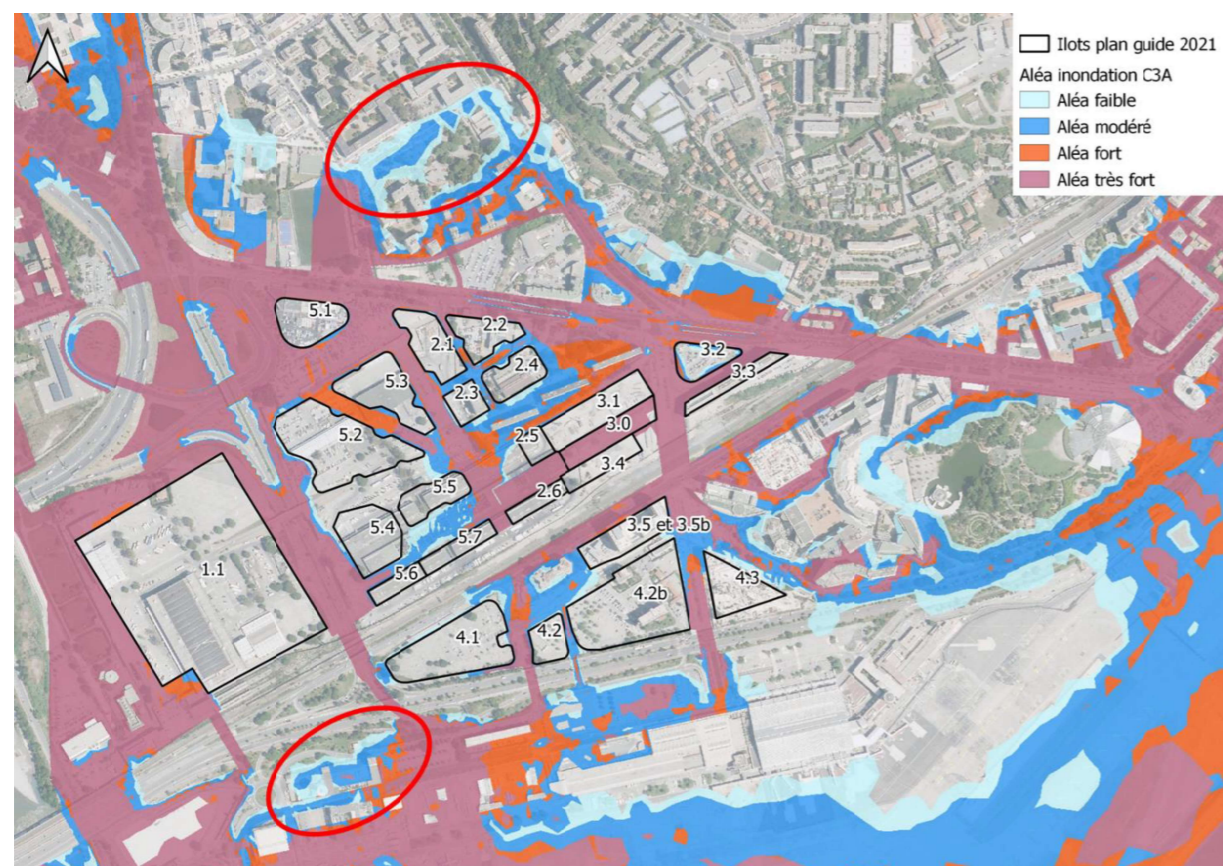 Ilots plan guide 2021
Aléa inondation C3A
Aléa faible
Aléa modéré
Aléa fort
Aléa très fort
5.1
2.1
2.2
2.3
2.4
3.2
3.3
5.3
3.1
3.0
5.2
2.5
3.4
5.5
2.6
5.4
5.7
3.5 et 3.5b
1.1
5.6
4.3
4.2b
4.1
4.2